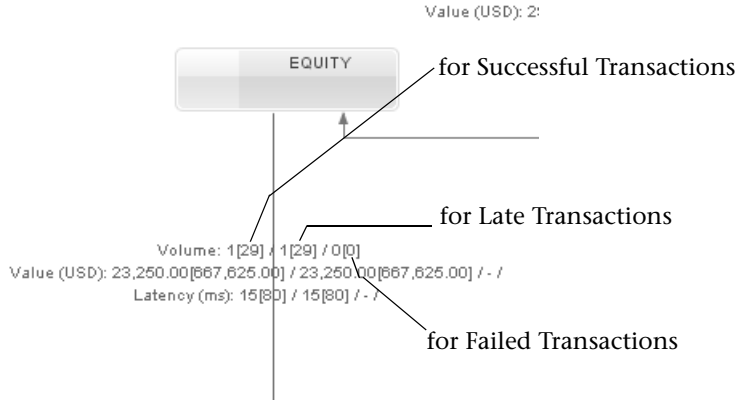 Value (USD): 2
EQUITY
for Successful Transactions
for Late Transactions
Volume: 1[29] / 1[29] / 0[0]
Value (USD): 23,250.00[667,625.00] / 23,250.00[667,625.00] / - /
Latency (ms): 15[80] / 15[80] / - /
for Failed Transactions